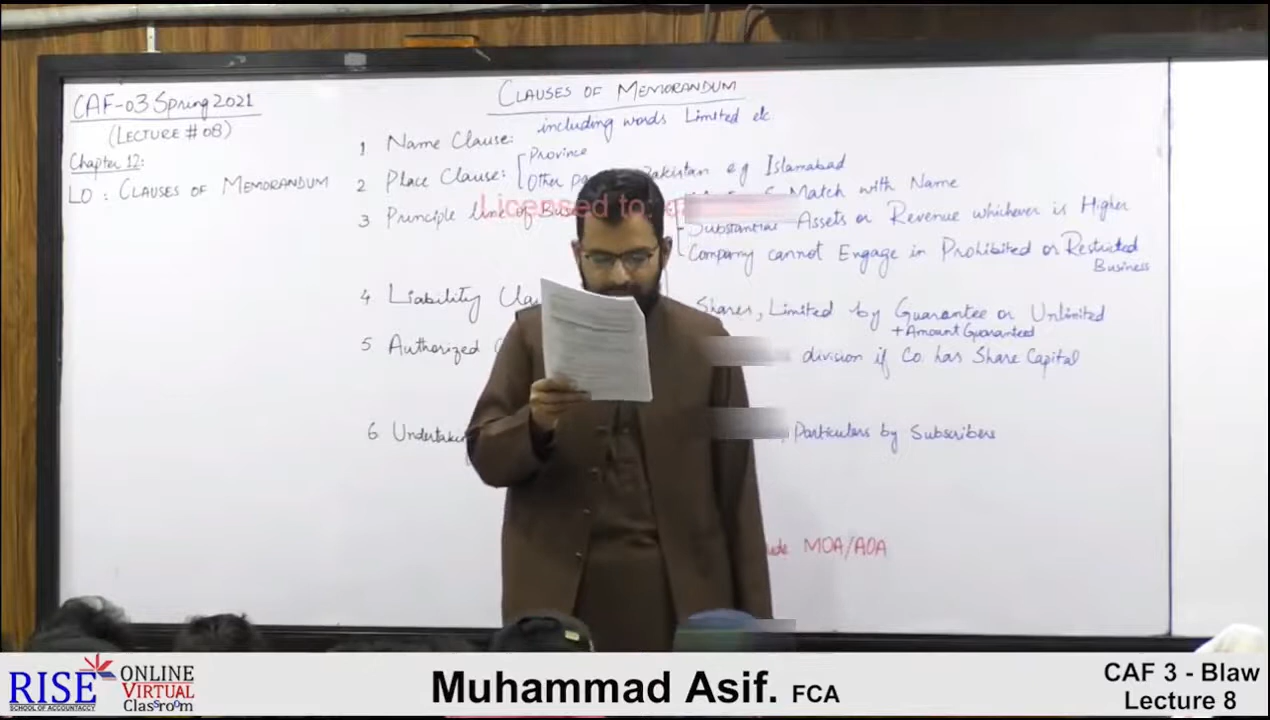 CAF-03 Spring 2021
(LECTURE # 08)
Chapter 12:
LO : CLAUSES OF MEMORANDUM
CLAUSES OF MEMORANDUM
1 Name Clause: including words Limited etc
2 Place Clause: Province
Other Pakistan e.g Islamabad
3 Principle line of Match with Name
Substantial Assets or Revenue whichever is Higher
Company cannot Engage in Prohibited or Restricted
Business
4 Liability Shares, Limited by Guarantee or Unlimited
+Amount Guaranteed
5 Authorized division if Co. has Share Capital
6 Particulars by Subscribers
MOA/AOA
Licensed to
RISE
SCHOOL OF ACCOUNTANCY
ONLINE
VIRTUAL
Classroom
Muhammad Asif. FCA
CAF 3 - Blaw
Lecture 8